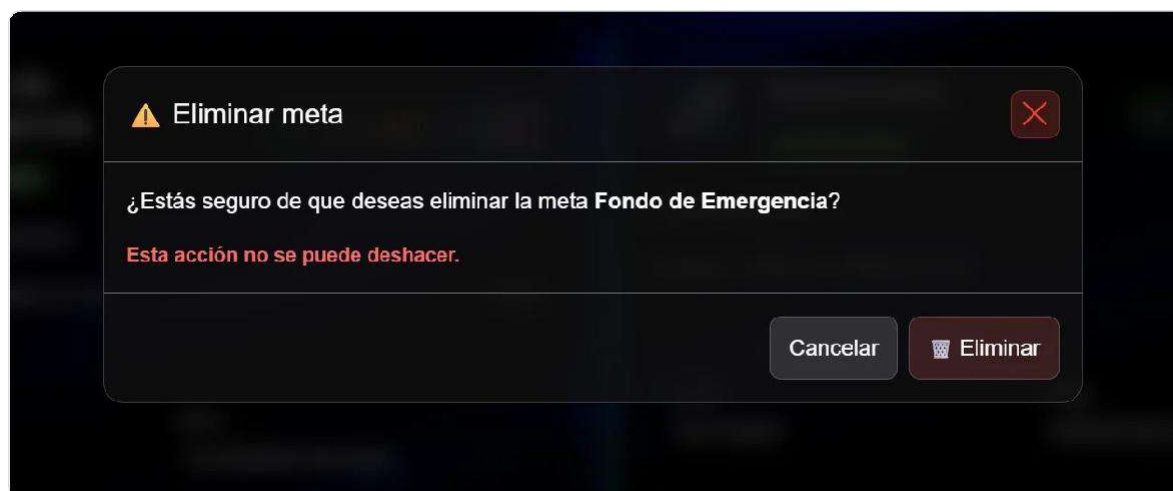 Eliminar meta
¿Estás seguro de que deseas eliminar la meta Fondo de Emergencia?
Esta acción no se puede deshacer.
Cancelar
Eliminar